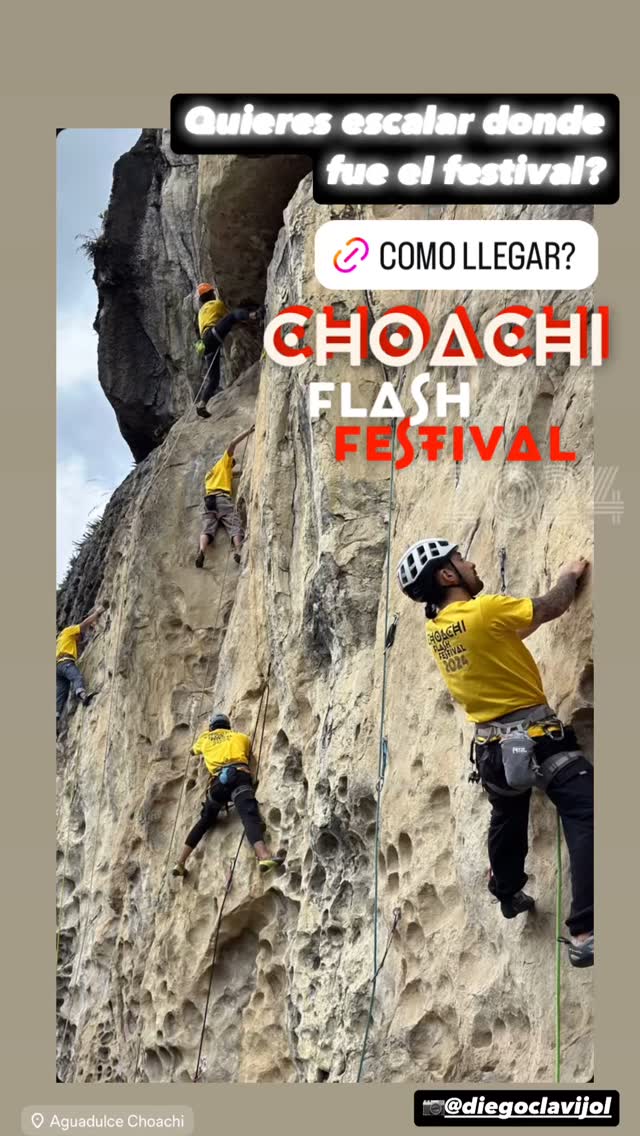 Quieres escalar donde
fue el festival?
COMO LLEGAR?
CHOACHI
FLASH
FESTIVAL
2024
CHOACHI
FLASH
FESTIVAL
2024
Aguadulce Choachi
@diegoclavijol